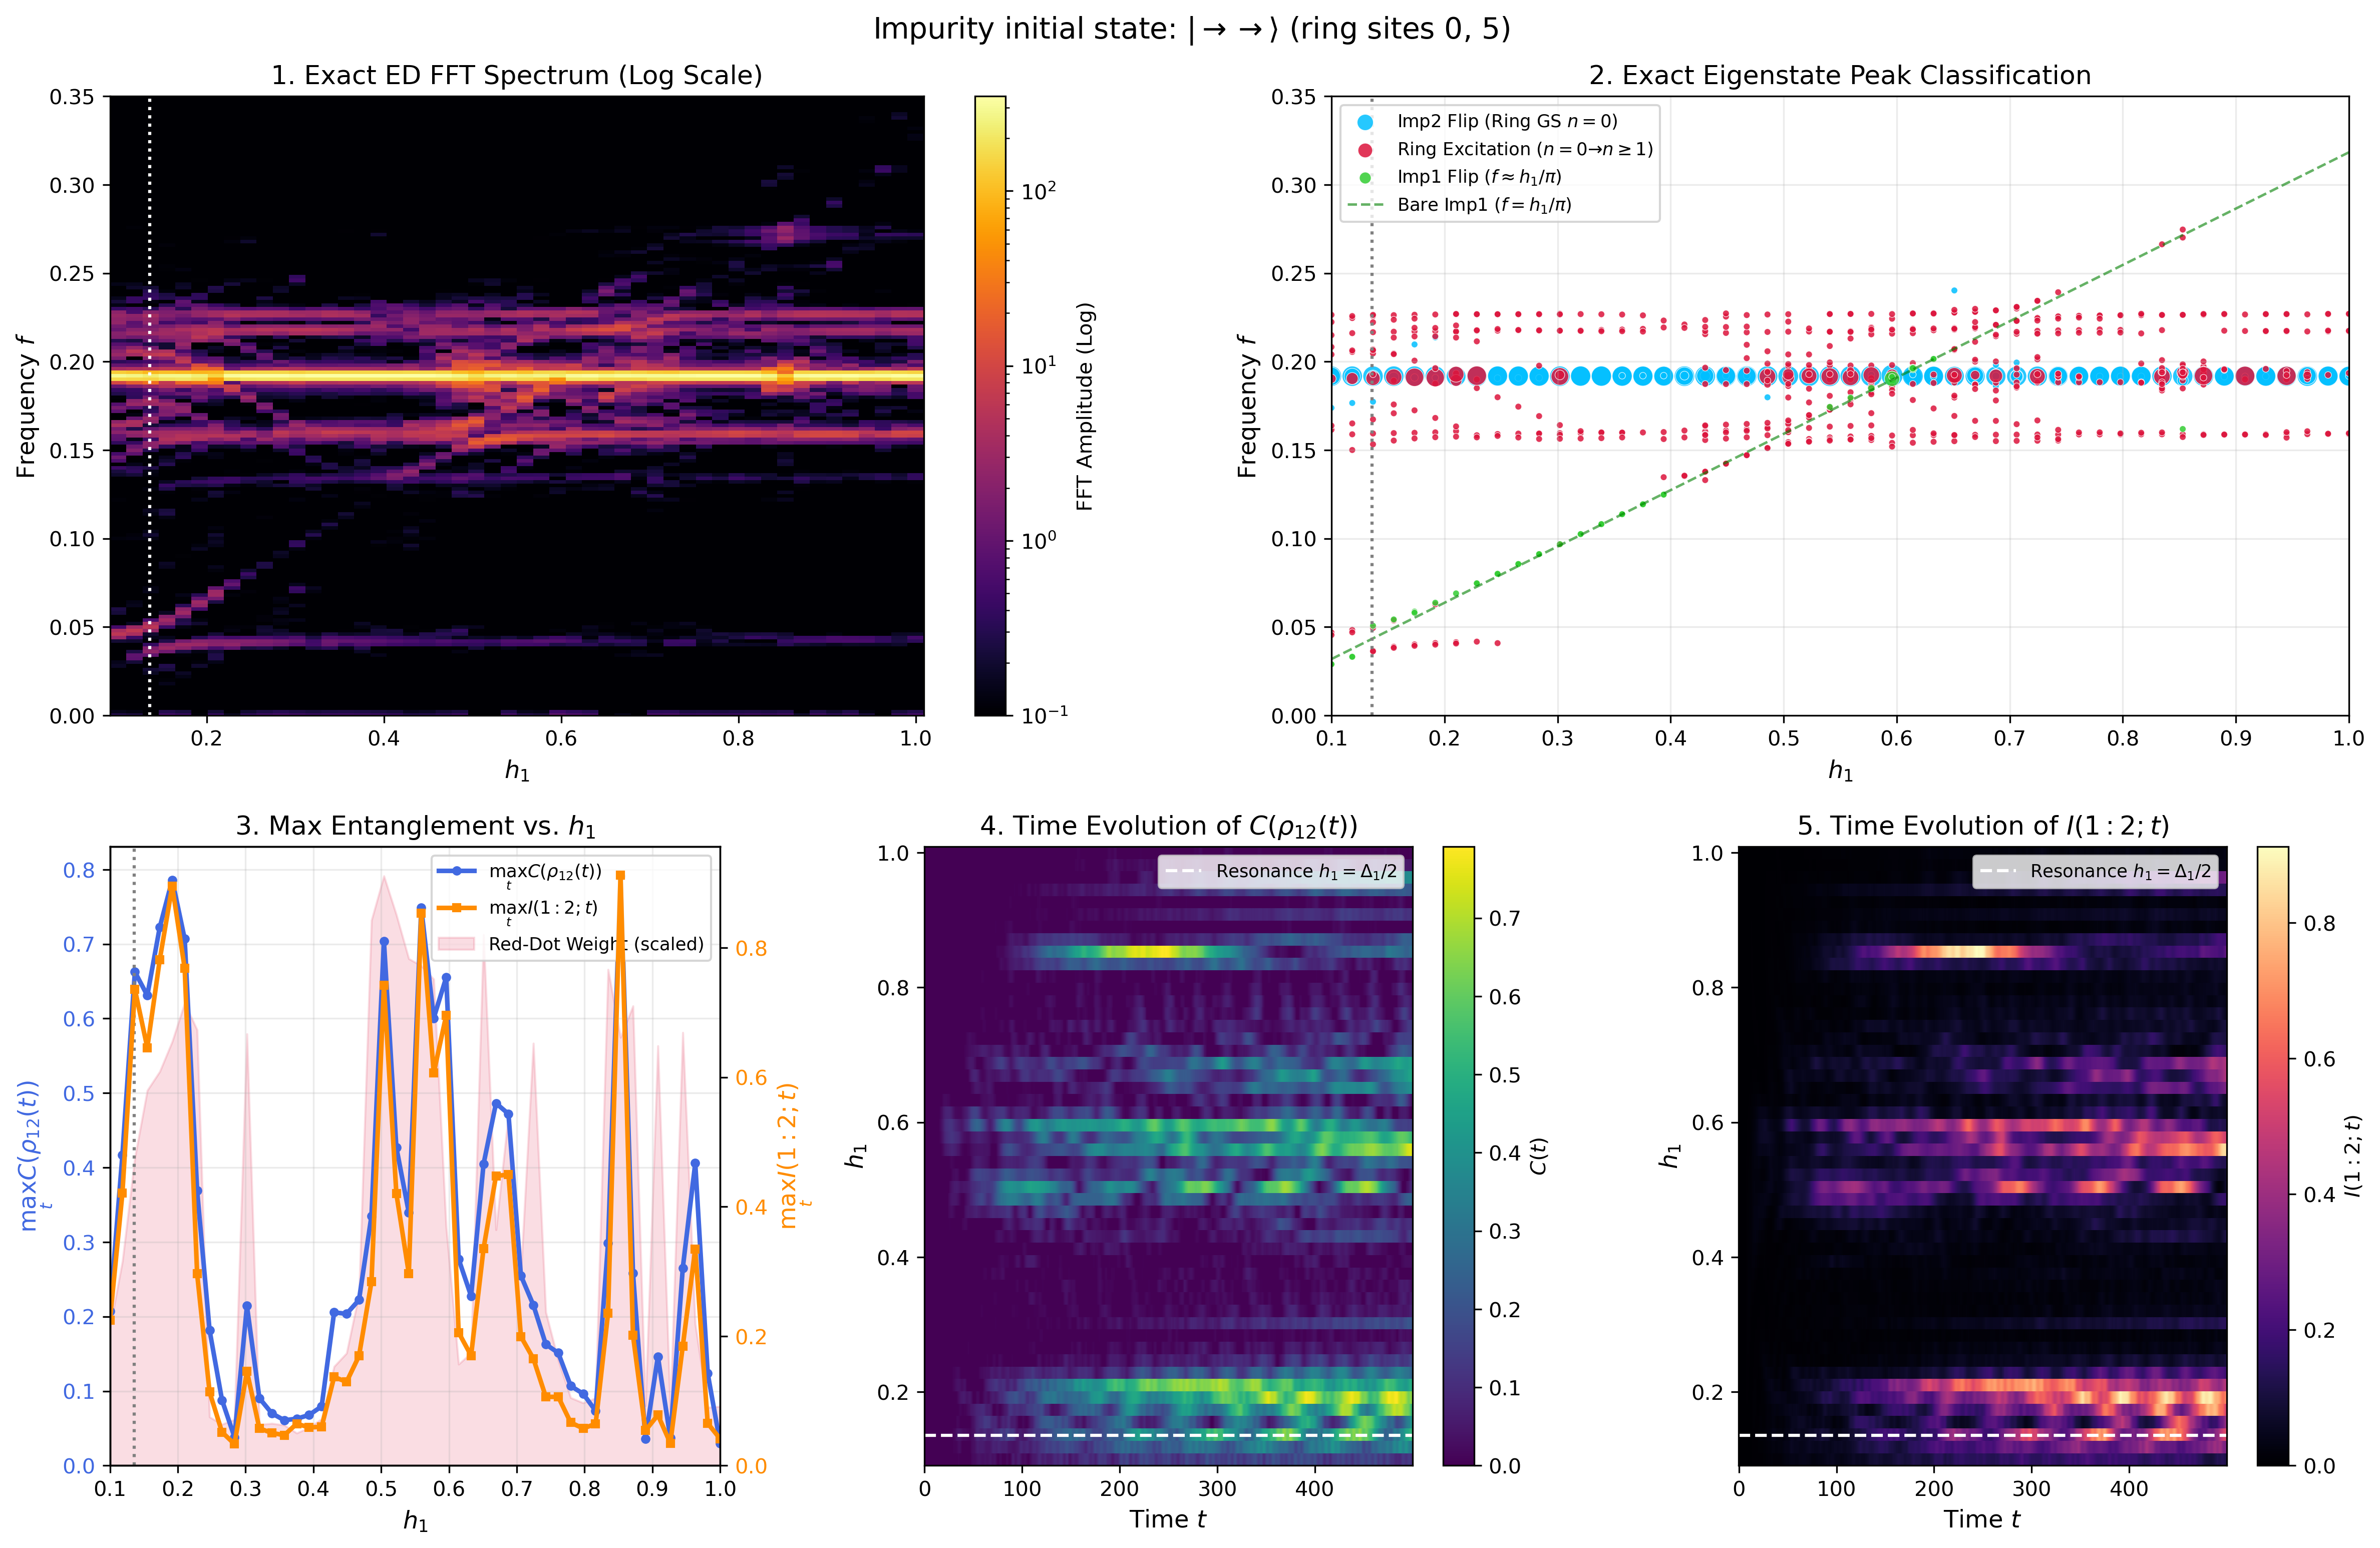 Impurity initial state: |→→⟩ (ring sites 0, 5)
1. Exact ED FFT Spectrum (Log Scale)
Frequency f
0.35
0.30
0.25
0.20
0.15
0.10
0.05
0.00
0.2 0.4 0.6 0.8 1.0
h₁
10²
10¹
10⁰
10⁻¹
FFT Amplitude (Log)
2. Exact Eigenstate Peak Classification
Imp2 Flip (Ring GS n = 0)
Ring Excitation (n = 0→n ≥ 1)
Imp1 Flip (f ≈ h₁/π)
Bare Imp1 (f = h₁/π)
Frequency f
0.35
0.30
0.25
0.20
0.15
0.10
0.05
0.00
0.1 0.2 0.3 0.4 0.5 0.6 0.7 0.8 0.9 1.0
h₁
3. Max Entanglement vs. h₁
max C(ρ₁₂(t))
t
max I(1 : 2; t)
t
Red-Dot Weight (scaled)
max C(ρ₁₂(t))
t
0.8
0.7
0.6
0.5
0.4
0.3
0.2
0.1
0.0
0.1 0.2 0.3 0.4 0.5 0.6 0.7 0.8 0.9 1.0
h₁
0.8
0.6
0.4
0.2
0.0
max I(1 : 2; t)
t
4. Time Evolution of C(ρ₁₂(t))
Resonance h₁ = Δ₁/2
h₁
1.0
0.8
0.6
0.4
0.2
0 100 200 300 400
Time t
0.7
0.6
0.5
0.4
0.3
0.2
0.1
0.0
C(t)
5. Time Evolution of I(1 : 2; t)
Resonance h₁ = Δ₁/2
h₁
1.0
0.8
0.6
0.4
0.2
0 100 200 300 400
Time t
0.8
0.6
0.4
0.2
0.0
I(1 : 2; t)